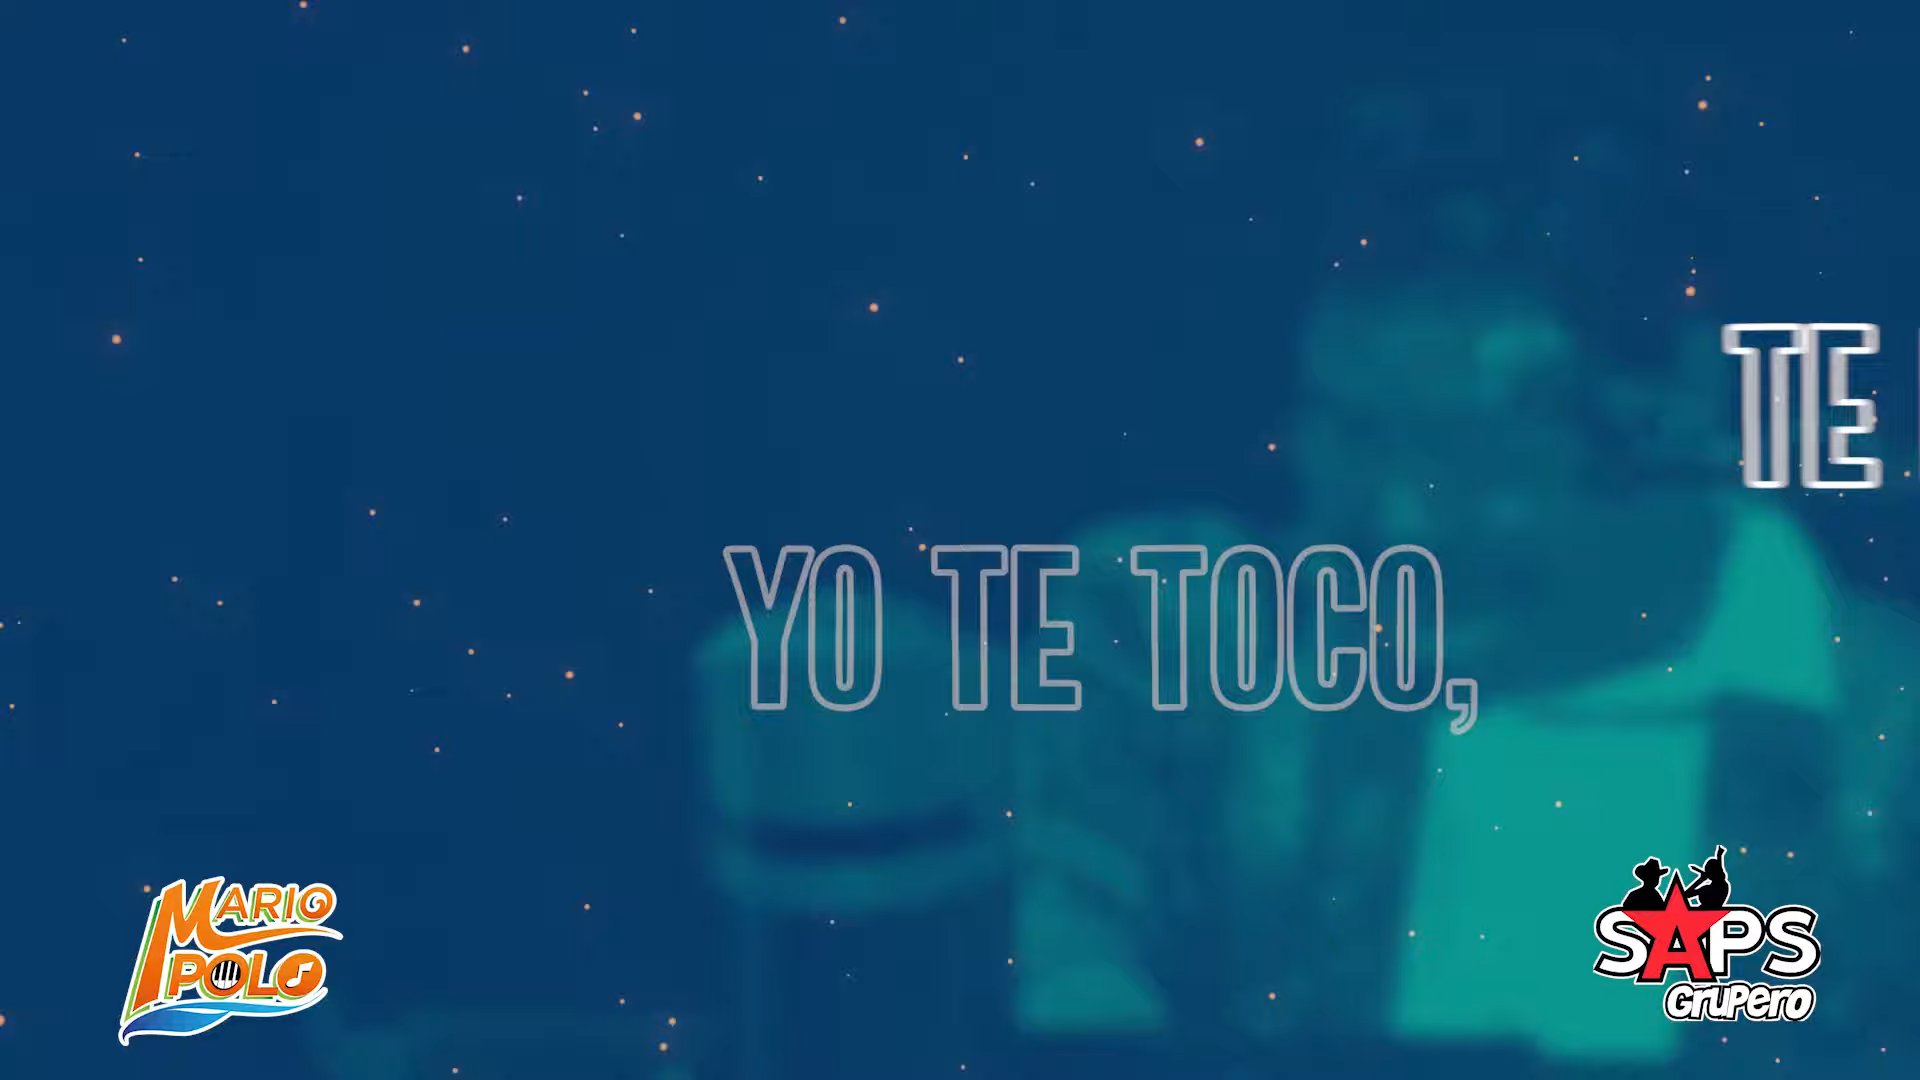 TE
YO TE TOCO,
MARIO
POLO
SAPS
GRUPERO